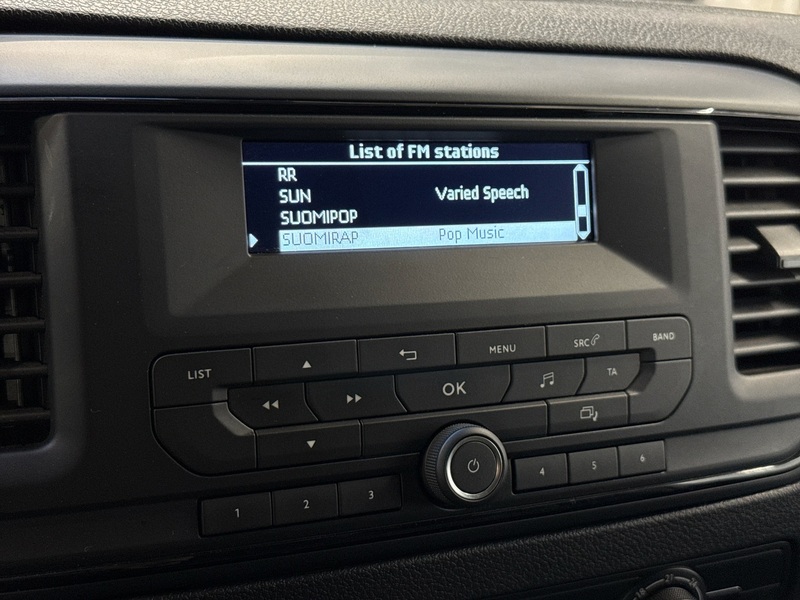 List of FM stations
RR
SUN Varied Speech
SUOMIPOP
SUOMIRAP Pop Music
LIST MENU SRC BAND
OK TA
1 2 3 4 5 6